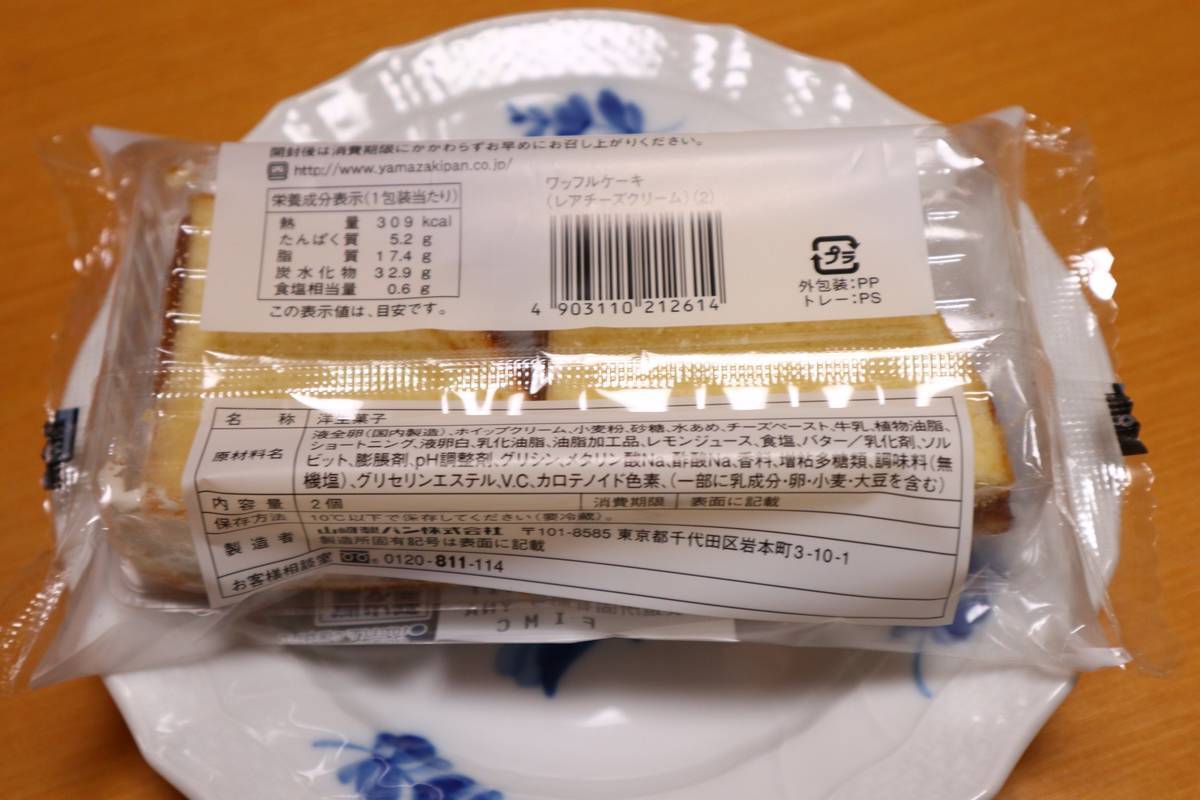 開封後は消費期限にかかわらずお早めにお召し上がりください。
http://www.yamazakipan.co.jp/
栄養成分表示(1包装当たり)
熱量 309 kcal
たんぱく質 5.2 g
脂質 17.4 g
炭水化物 32.9 g
食塩相当量 0.6 g
この表示値は、目安です。
ワッフルケーキ
(レアチーズクリーム)(2)
4 903110 212614
プラ
外包装:PP
トレー:PS
名称 洋生菓子
原材料名 液全卵(国内製造)、ホイップクリーム、小麦粉、砂糖、水あめ、チーズペースト、牛乳、植物油脂、
ショートニング、液卵白、乳化油脂、油脂加工品、レモンジュース、食塩、バター/乳化剤、ソル
ビット、膨脹剤、pH調整剤、グリシン、メタリン酸Na、酢酸Na、香料、増粘多糖類、調味料(無
機塩)、グリセリンエステル、V.C、カロテノイド色素、(一部に乳成分・卵・小麦・大豆を含む)
内容量 2個 消費期限 表面に記載
保存方法 10℃以下で保存してください(要冷蔵)。
製造者 山崎製パン株式会社 〒101-8585 東京都千代田区岩本町3-10-1
製造所固有記号は表面に記載
お客様相談室 0120-811-114